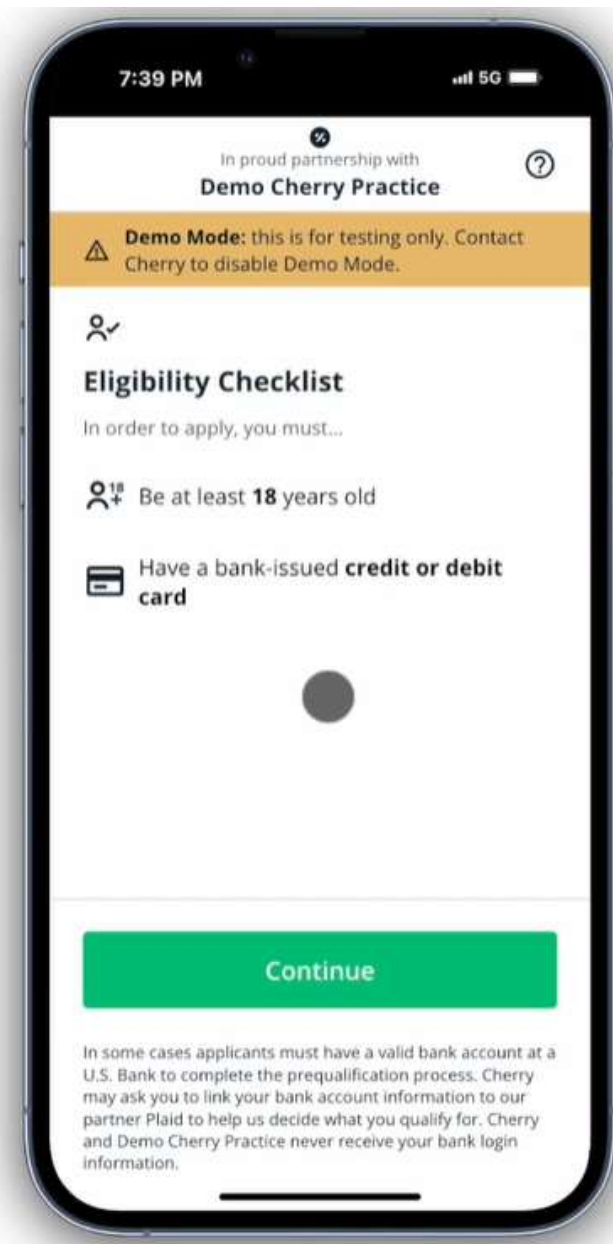 7:39 PM
5G
In proud partnership with
Demo Cherry Practice
Demo Mode: this is for testing only. Contact
Cherry to disable Demo Mode.
Eligibility Checklist
In order to apply, you must...
18
+
Be at least 18 years old
Have a bank-issued credit or debit
card
Continue
In some cases applicants must have a valid bank account at a
U.S. Bank to complete the prequalification process. Cherry
may ask you to link your bank account information to our
partner Plaid to help us decide what you qualify for. Cherry
and Demo Cherry Practice never receive your bank login
information.